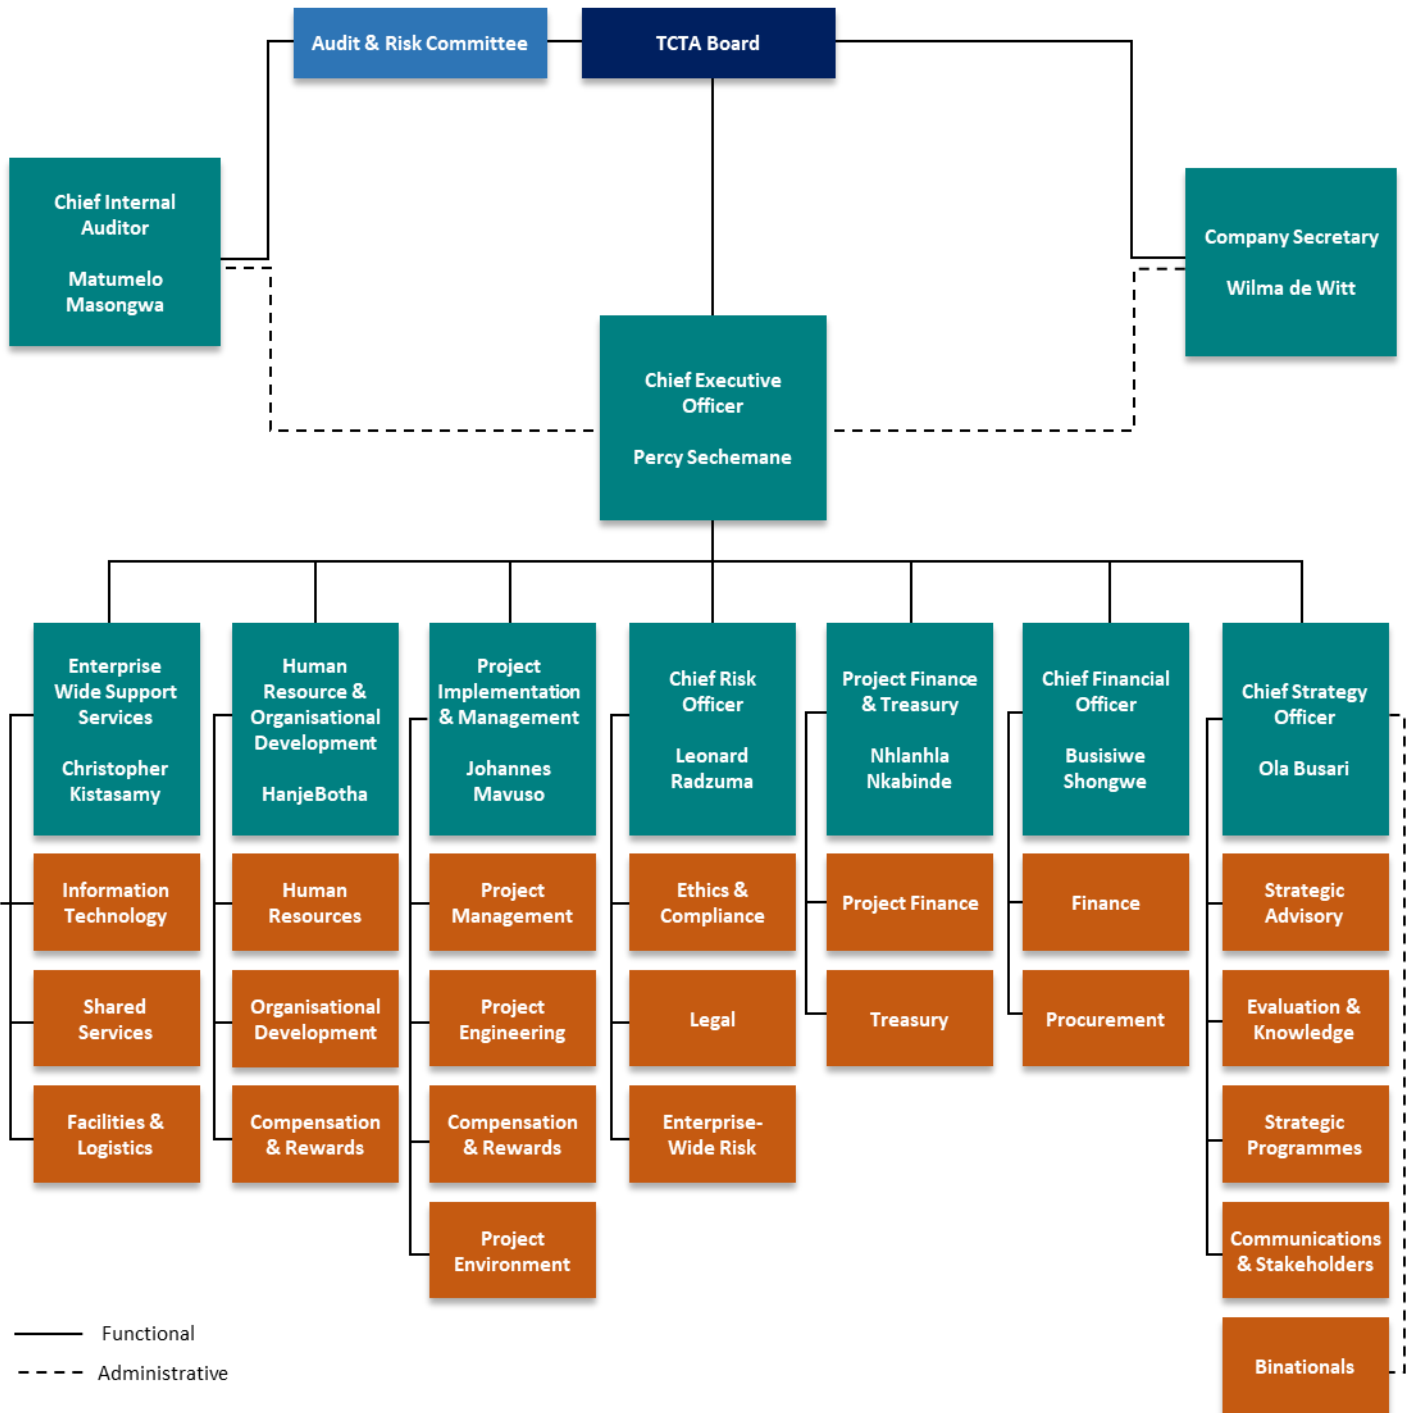 Audit & Risk Committee
TCTA Board
Chief Internal
Auditor
Matumelo
Masongwa
Company Secretary
Wilma de Witt
Chief Executive
Officer
Percy Sechemane
Enterprise
Wide Support
Services
Christopher
Kistasamy
Human
Resource &
Organisational
Development
HanjeBotha
Project
Implementation
& Management
Johannes
Mavuso
Chief Risk
Officer
Leonard
Radzuma
Project Finance
& Treasury
Nhlanhla
Nkabinde
Chief Financial
Officer
Busisiwe
Shongwe
Chief Strategy
Officer
Ola Busari
Information
Technology
Human
Resources
Project
Management
Ethics &
Compliance
Project Finance
Finance
Strategic
Advisory
Shared
Services
Organisational
Development
Project
Engineering
Legal
Treasury
Procurement
Evaluation &
Knowledge
Facilities &
Logistics
Compensation
& Rewards
Compensation
& Rewards
Enterprise-
Wide Risk
Strategic
Programmes
Project
Environment
Communications
& Stakeholders
Binationals
Functional
Administrative